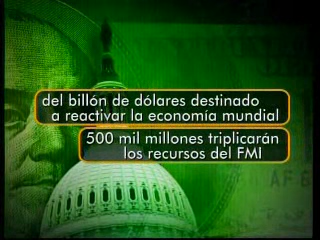 del billón de dólares destinado
a reactivar la economía mundial
500 mil millones triplicarán
los recursos del FMI